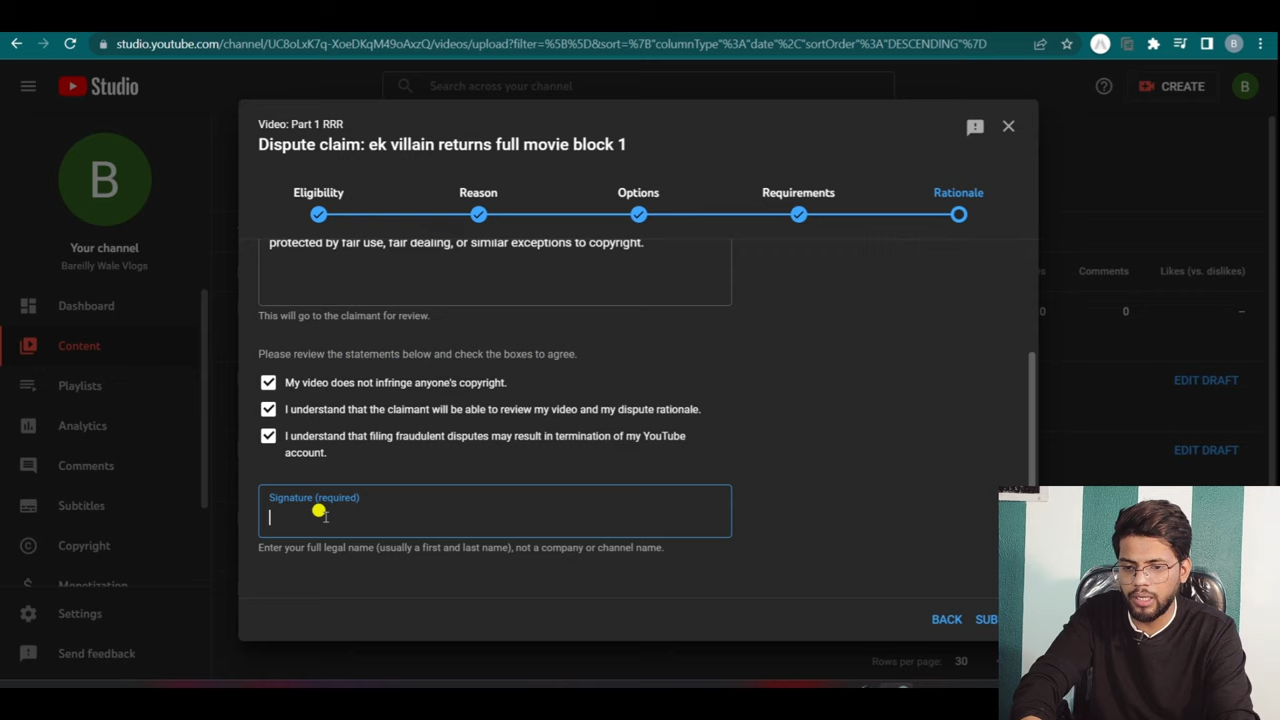 studio.youtube.com/channel/UC8oLxK7q-XoeDKqM49oAxzQ/videos/upload?filter=%5B%5D&sort=%7B"columnType"%3A"date"%2C"sortOrder"%3A"DESCENDING"%7D
B
Studio
Search across your channel
CREATE
B
Video: Part 1 RRR
Dispute claim: ek villain returns full movie block 1
Eligibility
Reason
Options
Requirements
Rationale
B
Your channel
Bareilly Wale Vlogs
Dashboard
Content
Playlists
Analytics
Comments
Subtitles
Copyright
Monetization
Settings
Send feedback
protected by fair use, fair dealing, or similar exceptions to copyright.
This will go to the claimant for review.
Please review the statements below and check the boxes to agree.
My video does not infringe anyone's copyright.
I understand that the claimant will be able to review my video and my dispute rationale.
I understand that filing fraudulent disputes may result in termination of my YouTube
account.
Signature (required)
Enter your full legal name (usually a first and last name), not a company or channel name.
BACK
SUB
Comments
Likes (vs. dislikes)
0
0
–
EDIT DRAFT
EDIT DRAFT
Rows per page:
30